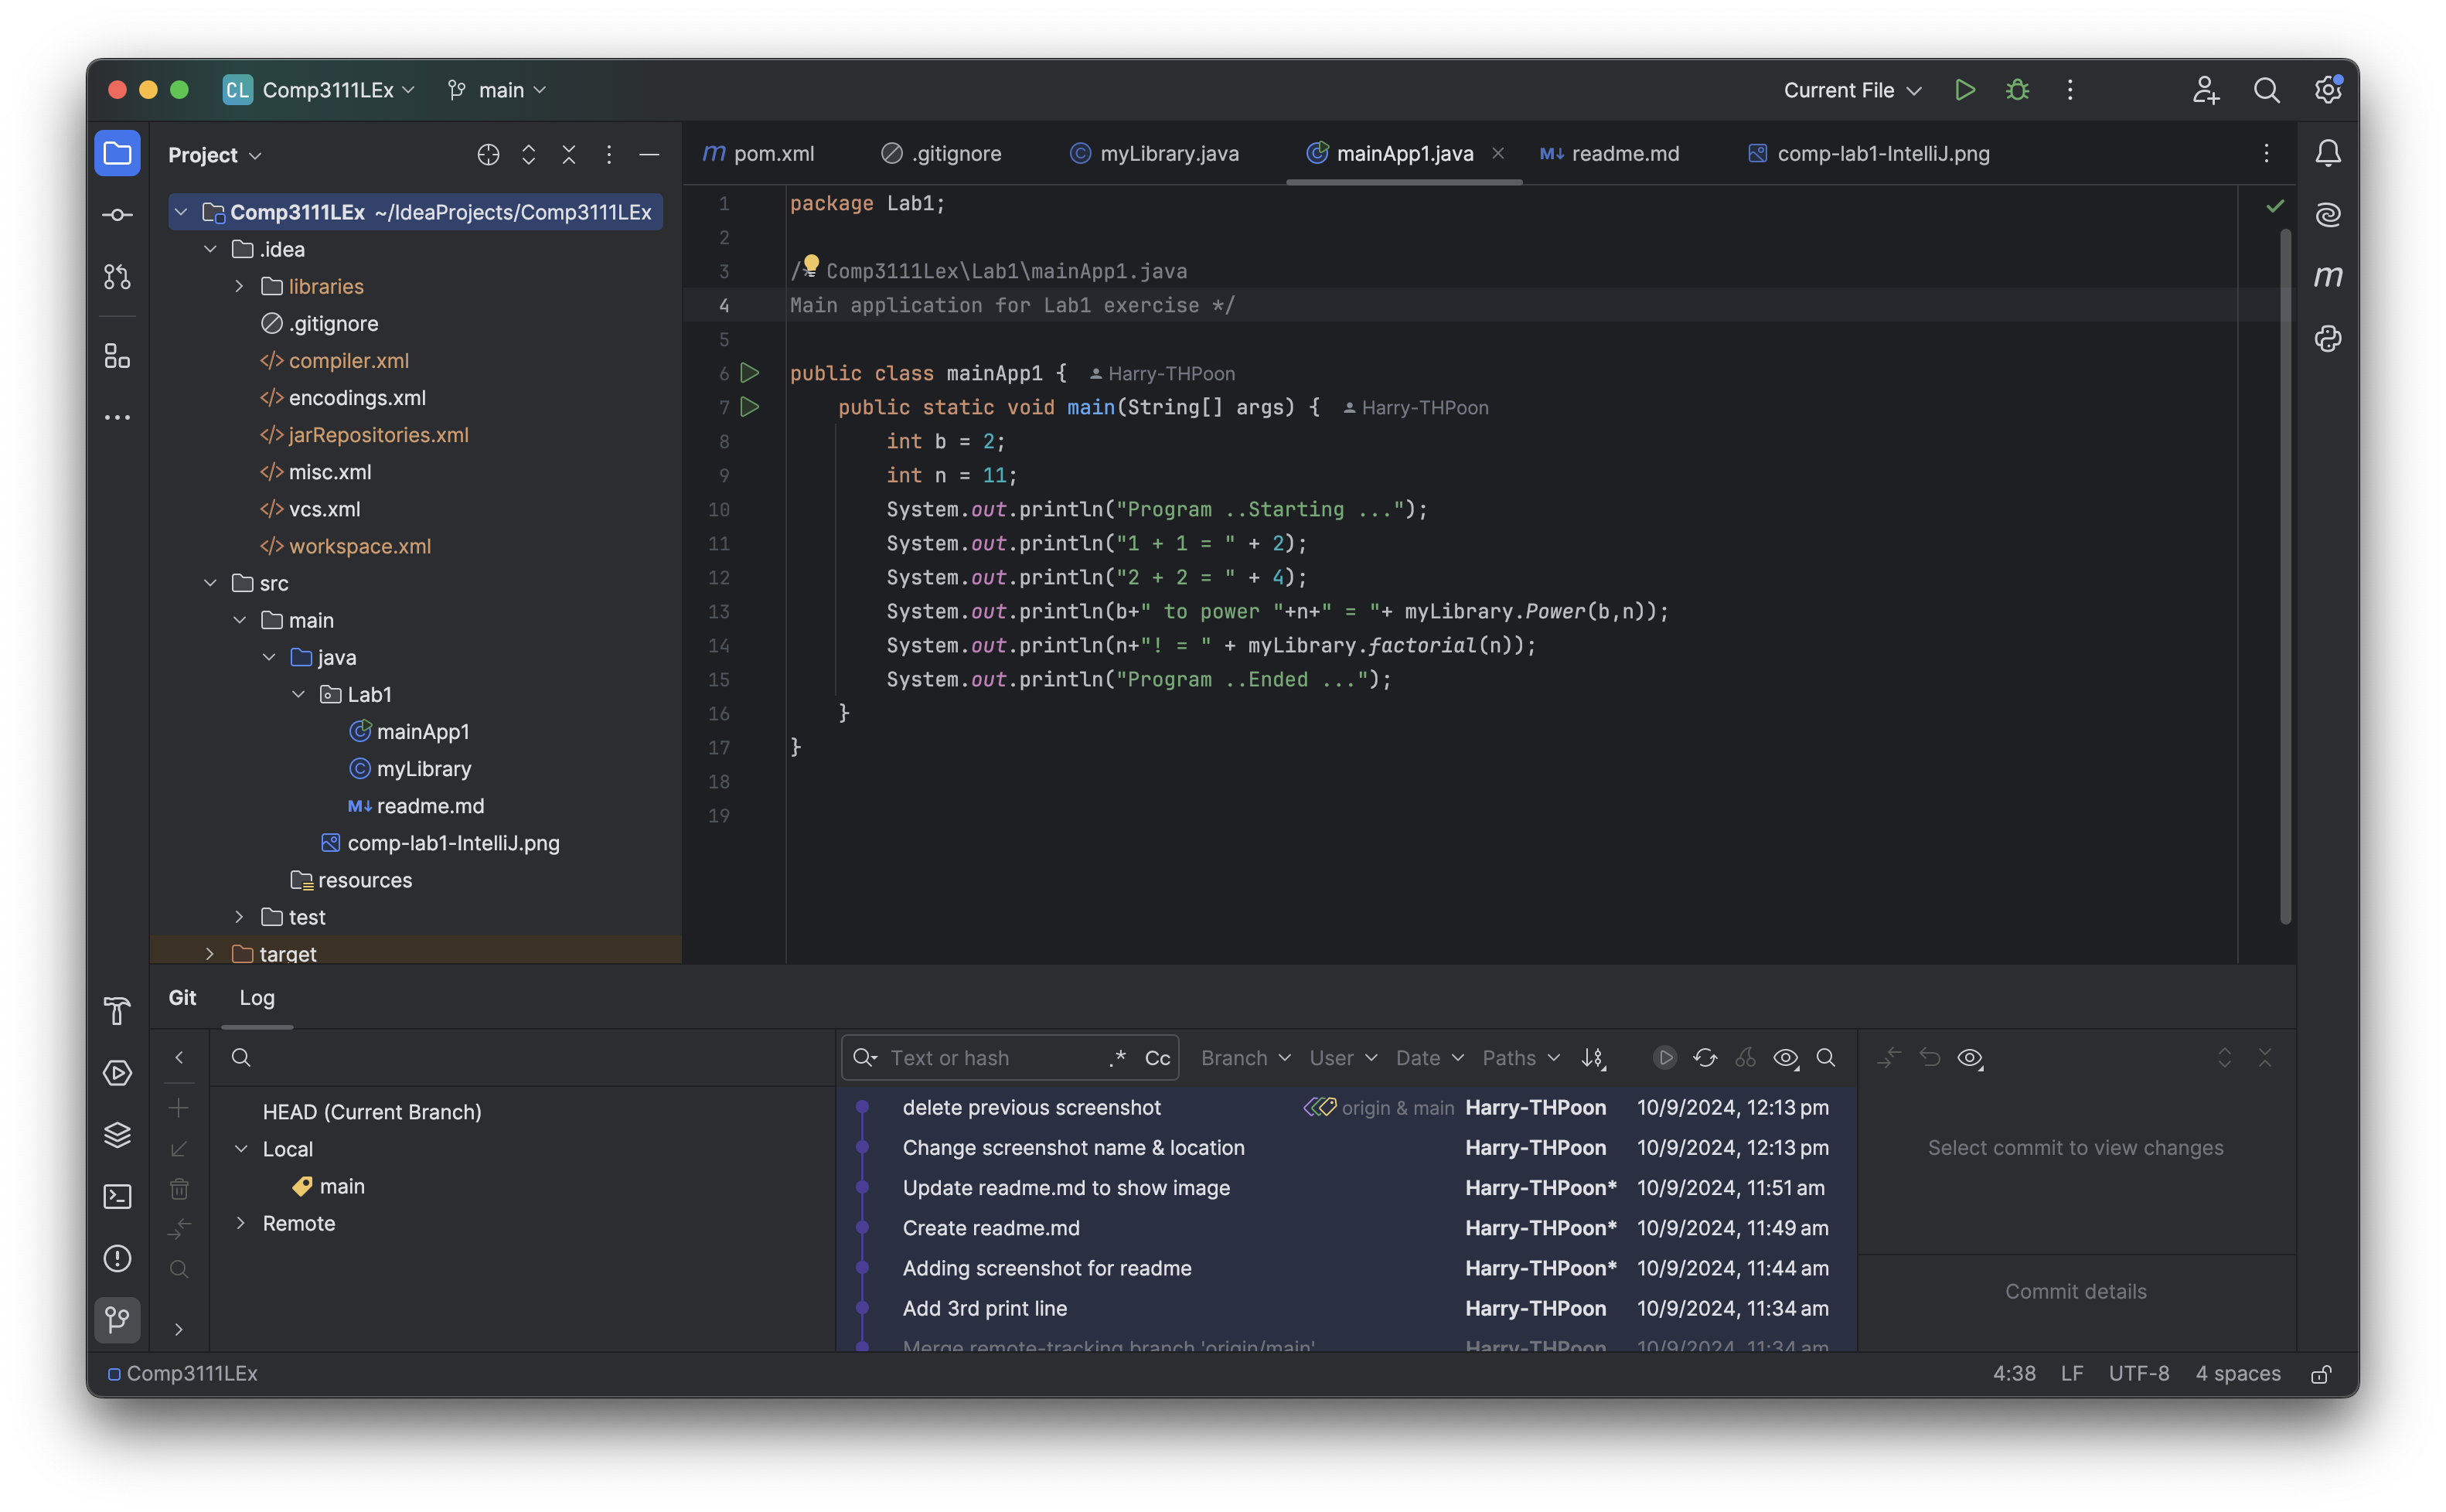 CL Comp3111LEx main Current File
Project
pom.xml .gitignore myLibrary.java mainApp1.java readme.md comp-lab1-IntelliJ.png
Comp3111LEx ~/IdeaProjects/Comp3111LEx
.idea
libraries
.gitignore
compiler.xml
encodings.xml
jarRepositories.xml
misc.xml
vcs.xml
workspace.xml
src
main
java
Lab1
mainApp1
myLibrary
readme.md
comp-lab1-IntelliJ.png
resources
test
target
1 package Lab1;
2
3 /* Comp3111Lex\Lab1\mainApp1.java
4 Main application for Lab1 exercise */
5
6 public class mainApp1 { Harry-THPoon
7 public static void main(String[] args) { Harry-THPoon
8 int b = 2;
9 int n = 11;
10 System.out.println("Program ..Starting ...");
11 System.out.println("1 + 1 = " + 2);
12 System.out.println("2 + 2 = " + 4);
13 System.out.println(b+" to power "+n+" = "+ myLibrary.Power(b,n));
14 System.out.println(n+"! = " + myLibrary.factorial(n));
15 System.out.println("Program ..Ended ...");
16 }
17 }
18
19
Git Log
HEAD (Current Branch)
Local
main
Remote
Text or hash .* Cc Branch User Date Paths
delete previous screenshot origin & main Harry-THPoon 10/9/2024, 12:13 pm
Change screenshot name & location Harry-THPoon 10/9/2024, 12:13 pm
Update readme.md to show image Harry-THPoon* 10/9/2024, 11:51 am
Create readme.md Harry-THPoon* 10/9/2024, 11:49 am
Adding screenshot for readme Harry-THPoon* 10/9/2024, 11:44 am
Add 3rd print line Harry-THPoon 10/9/2024, 11:34 am
Merge remote-tracking branch 'origin/main' Harry-THPoon 10/9/2024, 11:34 am
Select commit to view changes
Commit details
Comp3111LEx 4:38 LF UTF-8 4 spaces